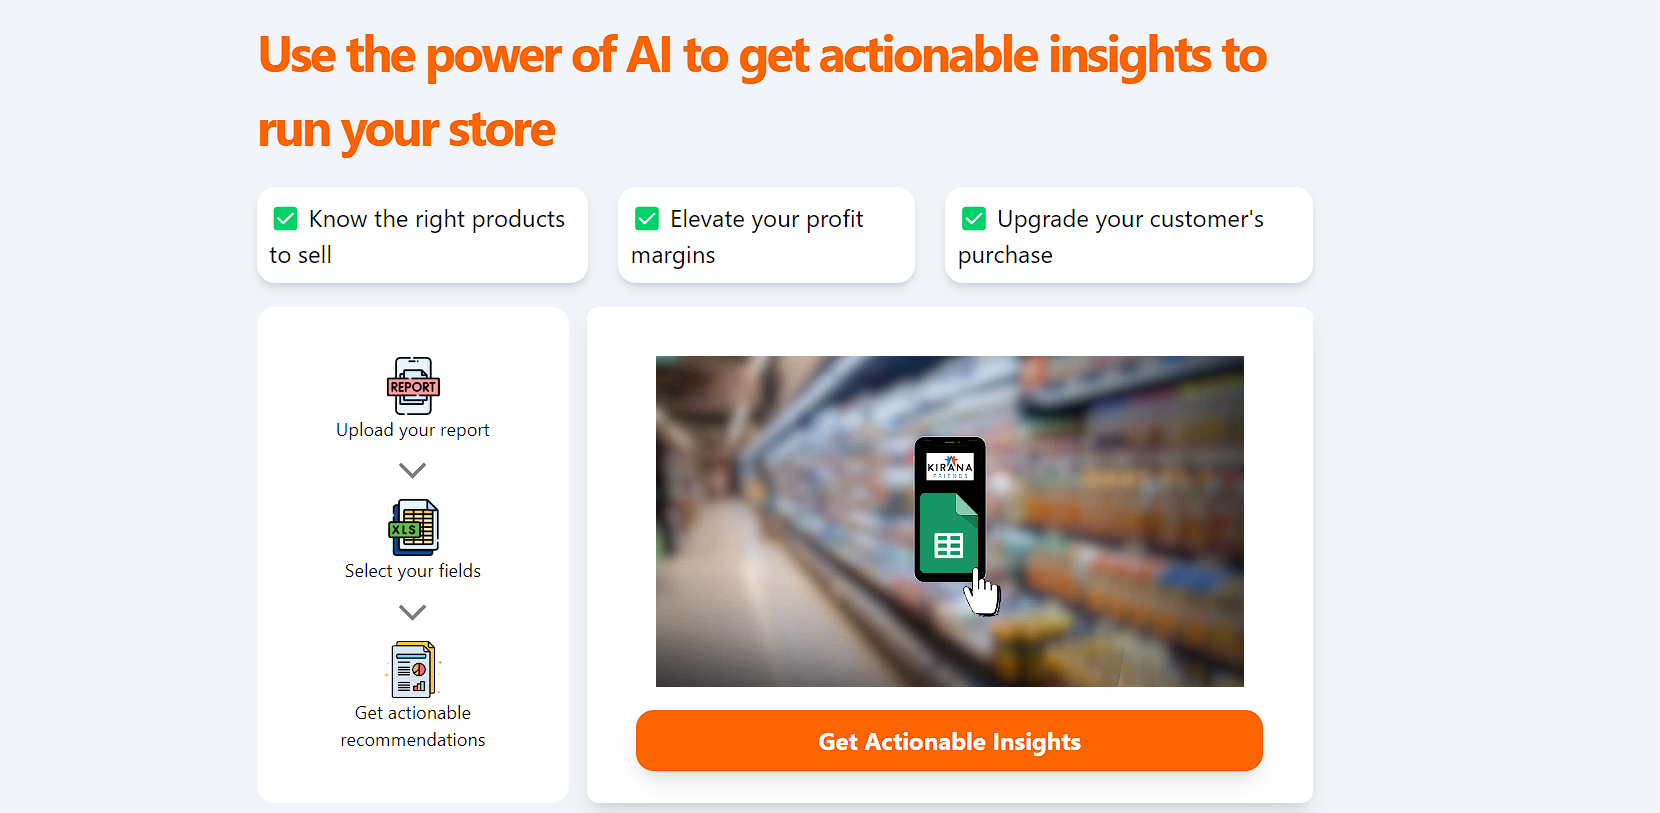 Use the power of AI to get actionable insights to
run your store
Know the right products
to sell
Elevate your profit
margins
Upgrade your customer's
purchase
REPORT
Upload your report
XLS
Select your fields
Get actionable
recommendations
KIRANA
FRIENDS
Get Actionable Insights